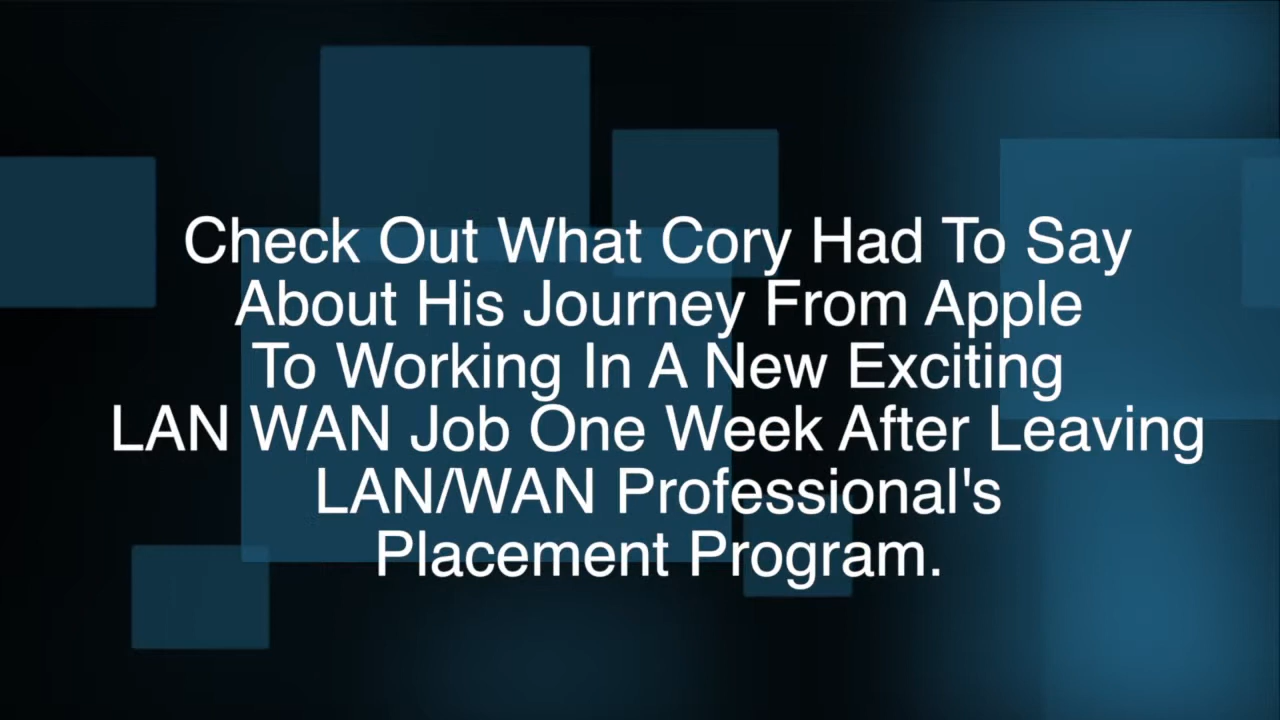 Check Out What Cory Had To Say
About His Journey From Apple
To Working In A New Exciting
LAN WAN Job One Week After Leaving
LAN/WAN Professional's
Placement Program.